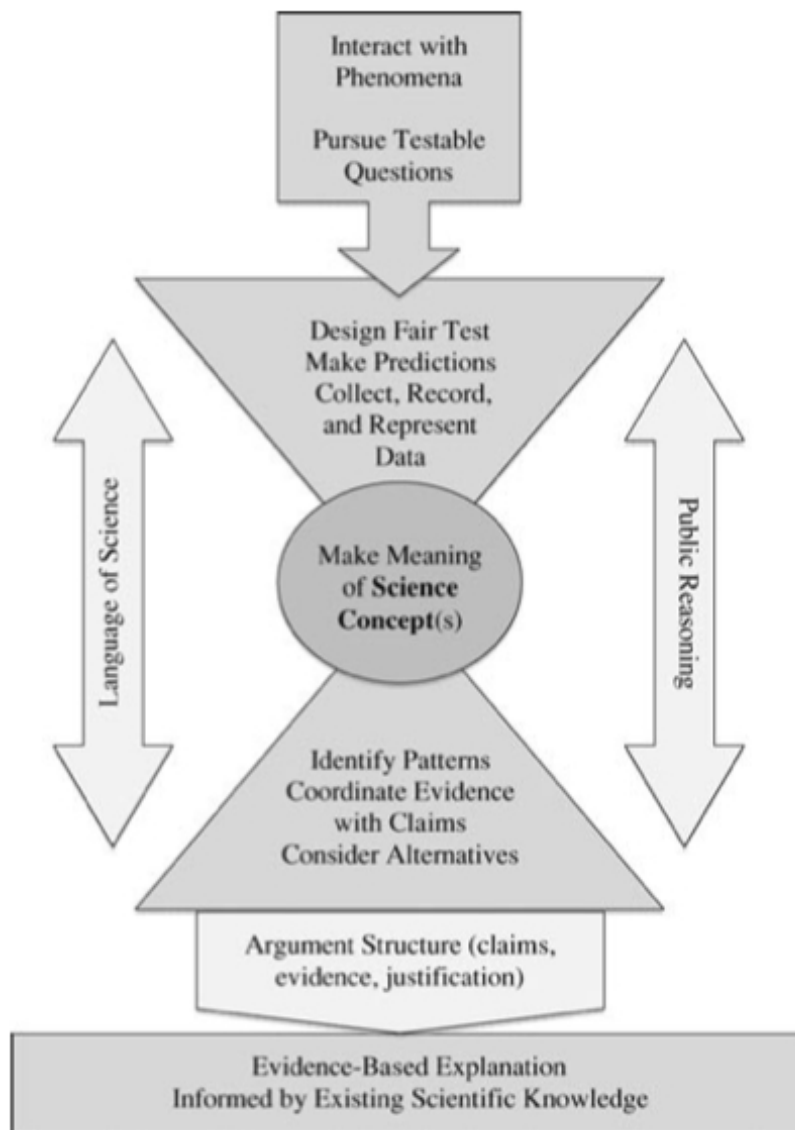 Interact with
Phenomena
Pursue Testable
Questions
Design Fair Test
Make Predictions
Collect, Record,
and Represent
Data
Language of Science
Public Reasoning
Make Meaning
of Science
Concept(s)
Identify Patterns
Coordinate Evidence
with Claims
Consider Alternatives
Argument Structure (claims,
evidence, justification)
Evidence-Based Explanation
Informed by Existing Scientific Knowledge